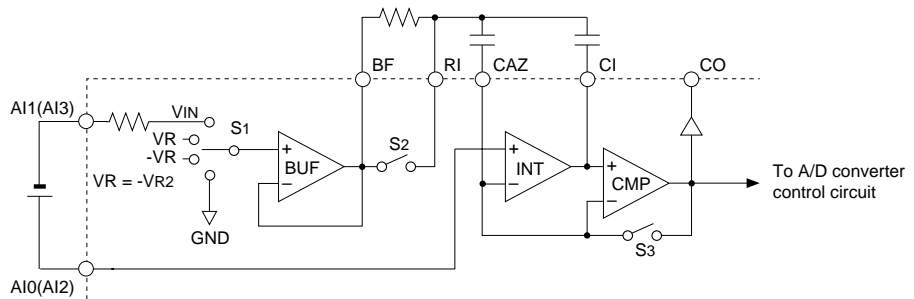 BF
RI
CAZ
CI
CO
AI1(AI3)
VIN
S1
VR
-VR
VR = -VR2
GND
+
BUF
−
S2
+
INT
−
+
CMP
−
S3
To A/D converter
control circuit
AI0(AI2)